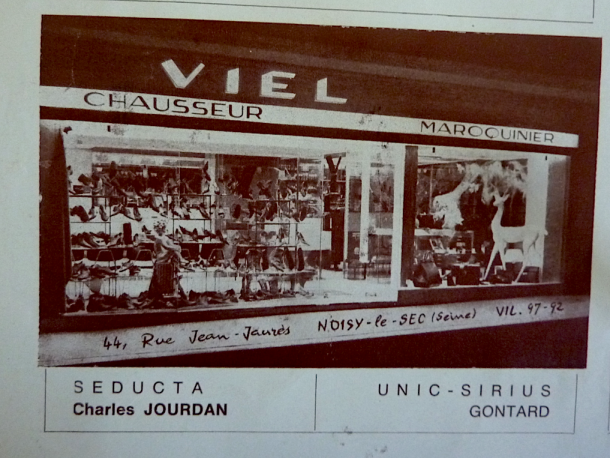 VIEL
CHAUSSEUR
MAROQUINIER
44, Rue Jean-Jaurès NOISY-le-SEC (Seine) VIL. 97-92
SEDUCTA
Charles JOURDAN
UNIC-SIRIUS
GONTARD